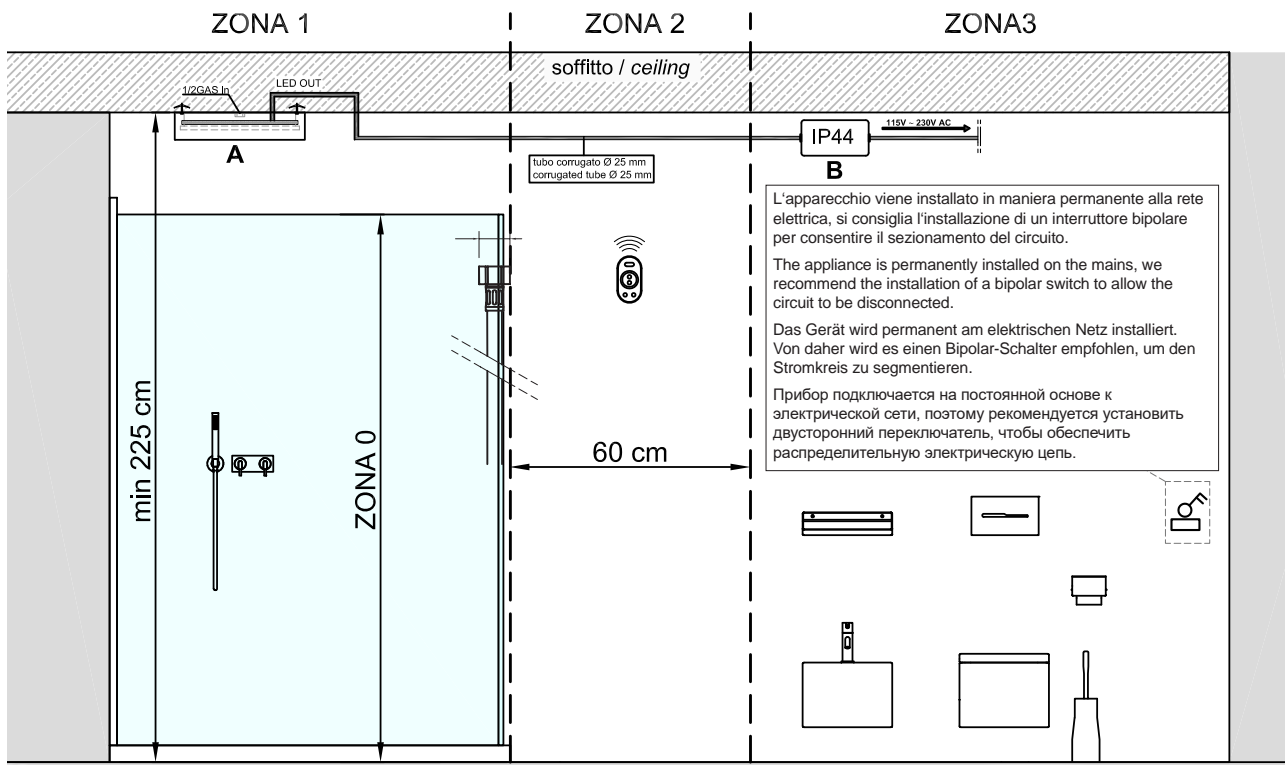 ZONA 1
ZONA 2
ZONA3
soffitto / ceiling
1/2GAS In
LED OUT
A
IP44
115V ~ 230V AC
B
tubo corrugato Ø 25 mm
corrugated tube Ø 25 mm
L'apparecchio viene installato in maniera permanente alla rete
elettrica, si consiglia l'installazione di un interruttore bipolare
per consentire il sezionamento del circuito.
The appliance is permanently installed on the mains, we
recommend the installation of a bipolar switch to allow the
circuit to be disconnected.
Das Gerät wird permanent am elektrischen Netz installiert.
Von daher wird es einen Bipolar-Schalter empfohlen, um den
Stromkreis zu segmentieren.
Прибор подключается на постоянной основе к
электрической сети, поэтому рекомендуется установить
двусторонний переключатель, чтобы обеспечить
распределительную электрическую цепь.
min 225 cm
ZONA 0
60 cm